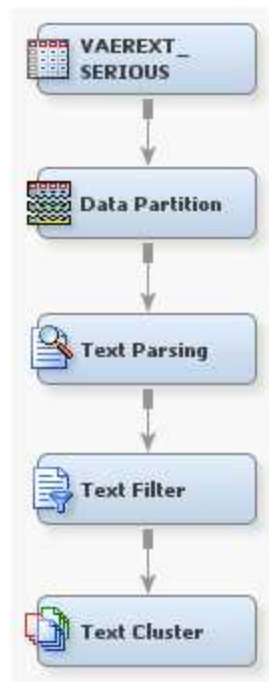 VAEREXT_
SERIOUS
Data Partition
Text Parsing
Text Filter
Text Cluster